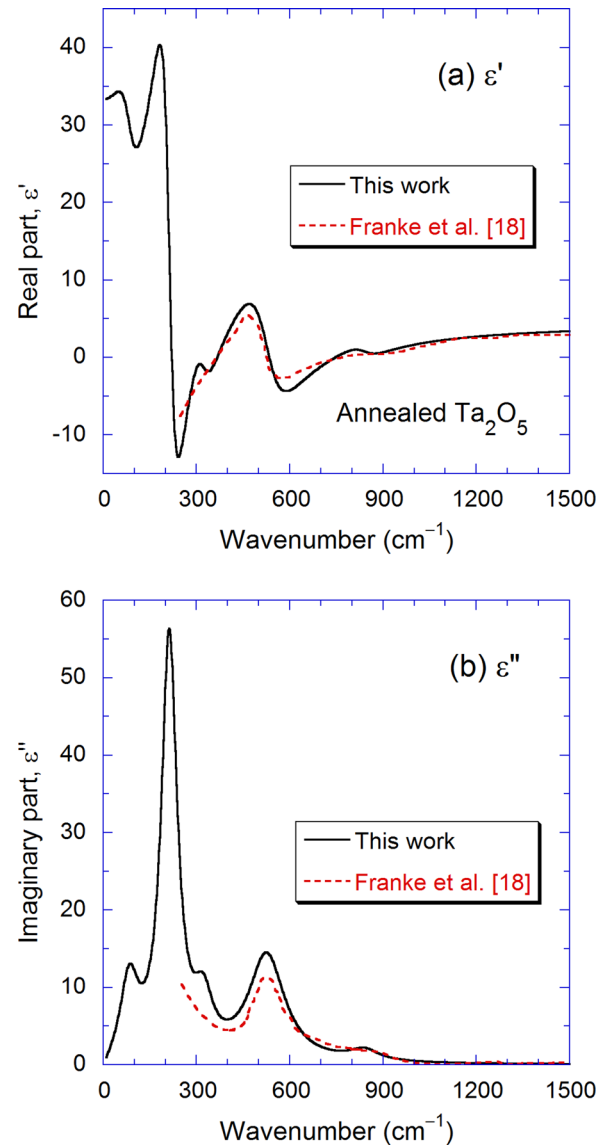 40
30
20
10
0
-10
Real part, ε'
(a) ε'
This work
Franke et al. [18]
Annealed Ta₂O₅
0 300 600 900 1200 1500
Wavenumber (cm⁻¹)
60
50
40
30
20
10
0
Imaginary part, ε"
(b) ε"
This work
Franke et al. [18]
0 300 600 900 1200 1500
Wavenumber (cm⁻¹)